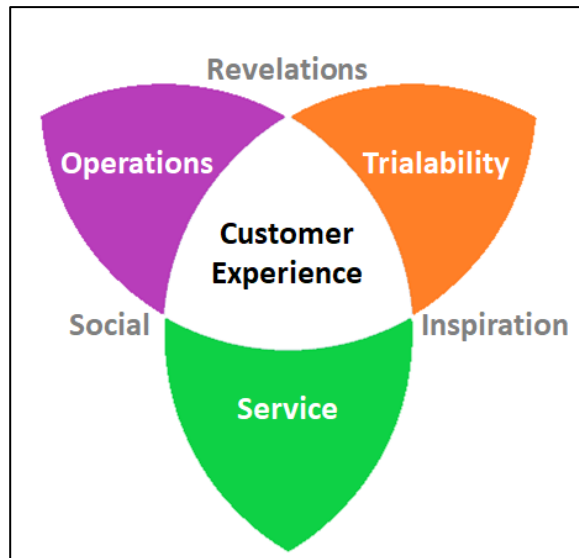 Revelations
Operations
Trialability
Customer
Experience
Social
Inspiration
Service